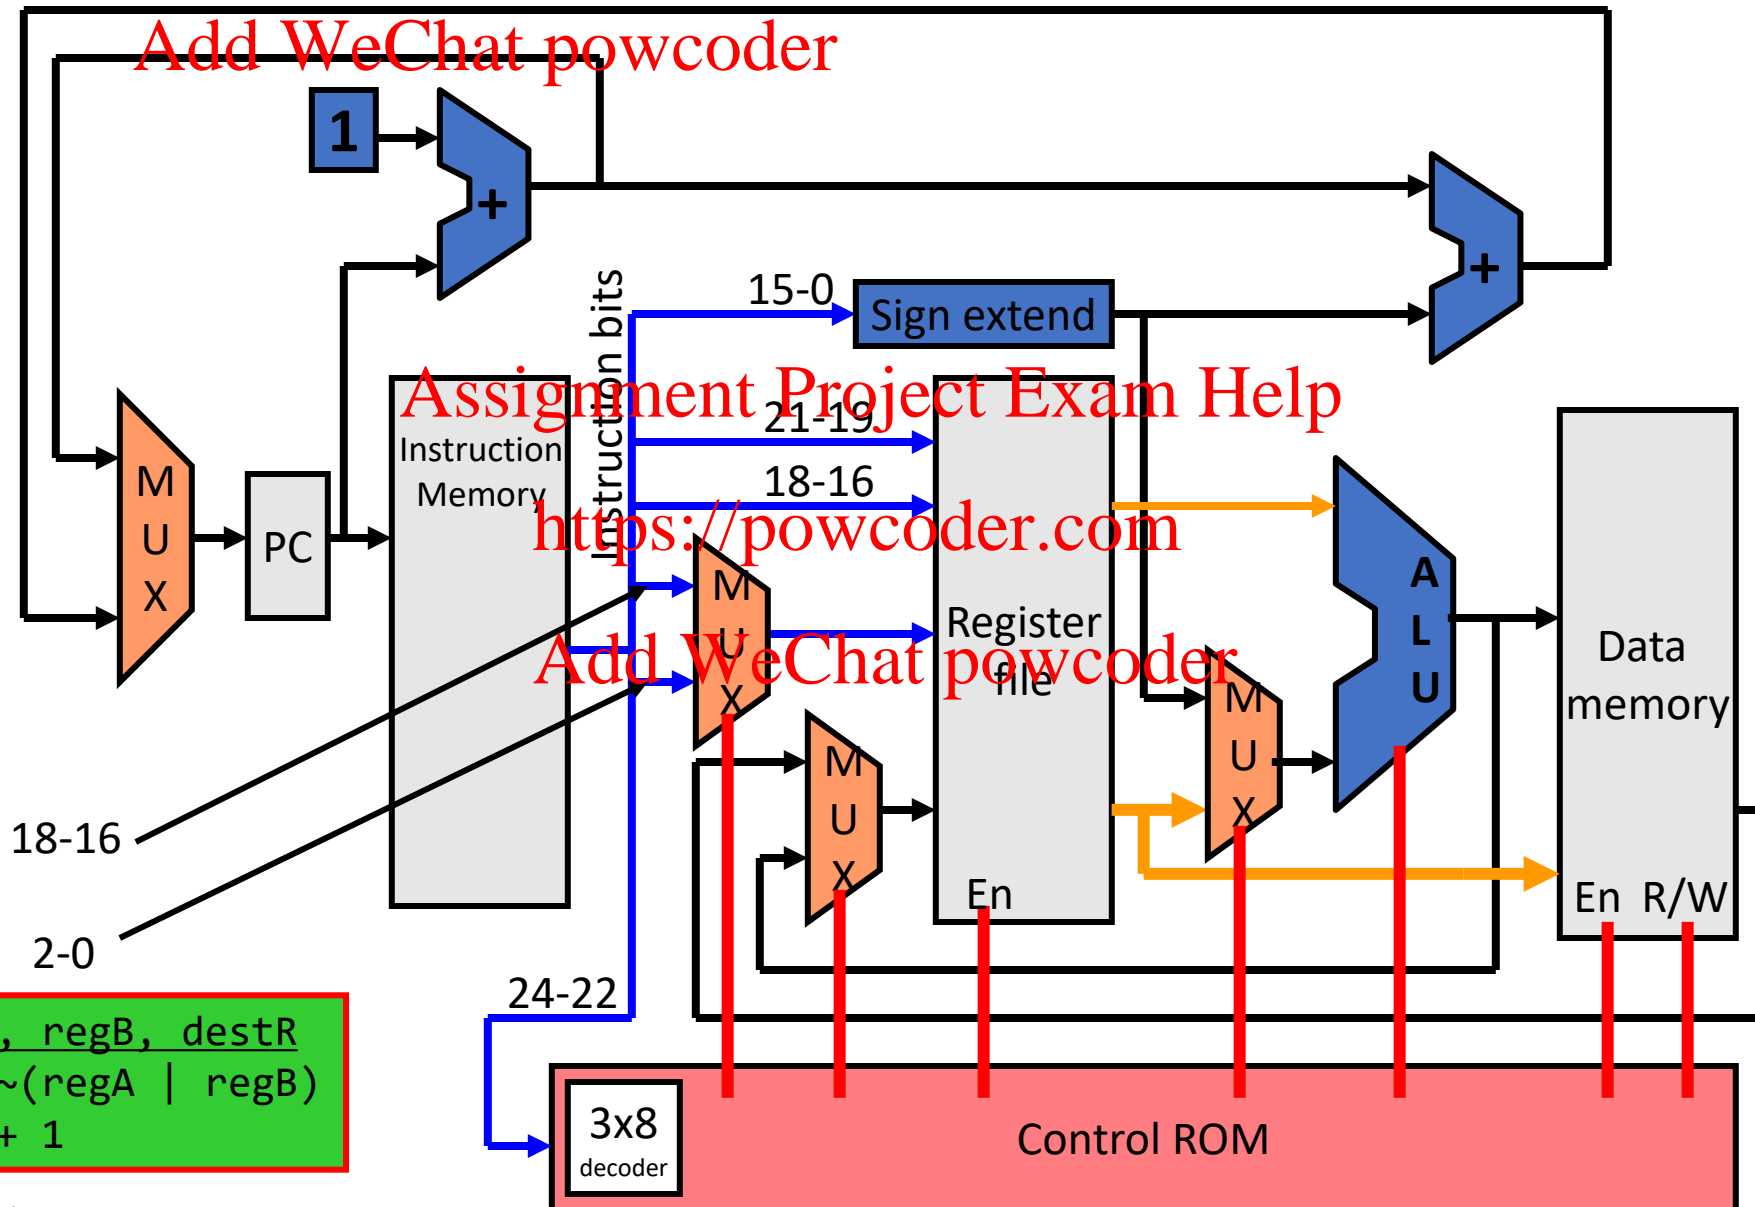 Add WeChat powcoder
1
+
+
Instruction bits
15-0
Sign extend
Assignment Project Exam Help
21-19
Instruction
Memory
18-16
https://powcoder.com
M
U
X
PC
M
U
X
Register
file
Add WeChat powcoder
A
L
U
M
U
X
M
U
X
Data
memory
18-16
2-0
En
En R/W
24-22
, regB, destR
~(regA | regB)
+ 1
3x8
decoder
Control ROM